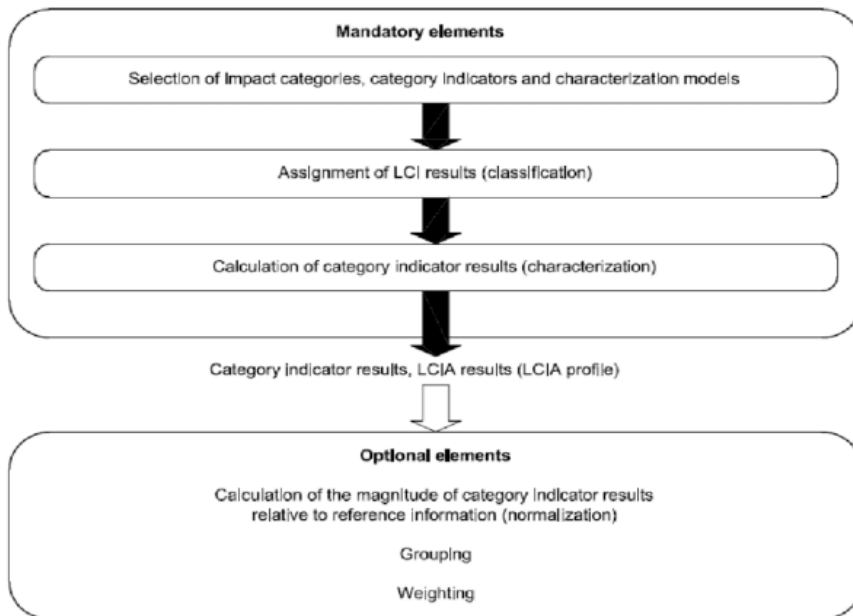 Mandatory elements
Selection of Impact categories, category indicators and characterization models
Assignment of LCI results (classification)
Calculation of category indicator results (characterization)
Category indicator results, LCIA results (LCIA profile)
Optional elements
Calculation of the magnitude of category indicator results
relative to reference information (normalization)
Grouping
Weighting